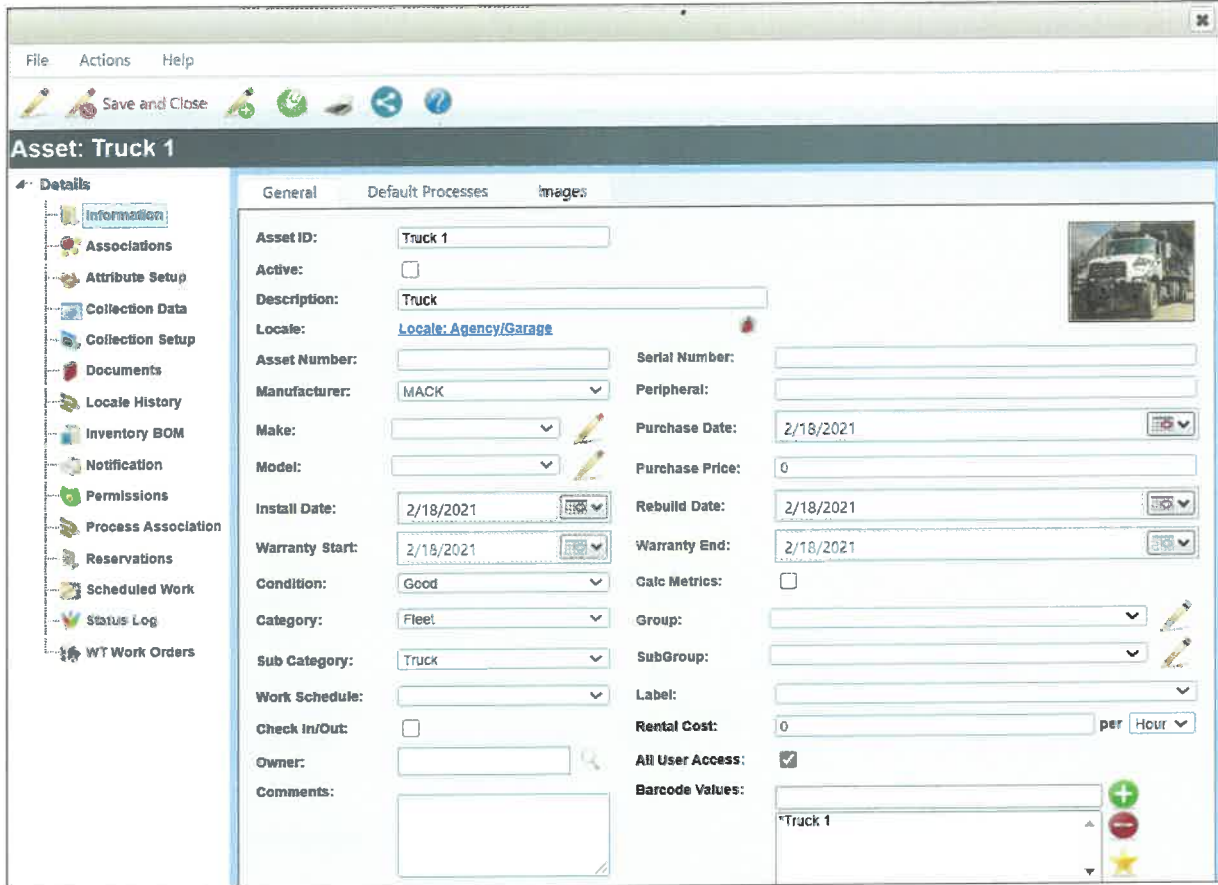 File Actions Help
Save and Close
Asset: Truck 1
Details
Information
Associations
Attribute Setup
Collection Data
Collection Setup
Documents
Locale History
Inventory BOM
Notification
Permissions
Process Association
Reservations
Scheduled Work
Status Log
WT Work Orders
General Default Processes Images
Asset ID: Truck 1
Active:
Description: Truck
Locale: Locale: Agency/Garage
Asset Number: Serial Number:
Manufacturer: MACK Peripheral:
Make: Purchase Date: 2/18/2021
Model: Purchase Price: 0
Install Date: 2/18/2021 Rebuild Date: 2/18/2021
Warranty Start: 2/18/2021 Warranty End: 2/18/2021
Condition: Good Calc Metrics:
Category: Fleet Group:
Sub Category: Truck SubGroup:
Work Schedule: Label:
Check In/Out: Rental Cost: 0 per Hour
Owner: All User Access:
Comments: Barcode Values:
*Truck 1